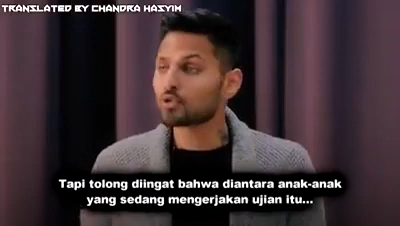 TRANSLATED BY CHANDRA HASYIM
Tapi tolong diingat bahwa diantara anak-anak
yang sedang mengerjakan ujian itu...